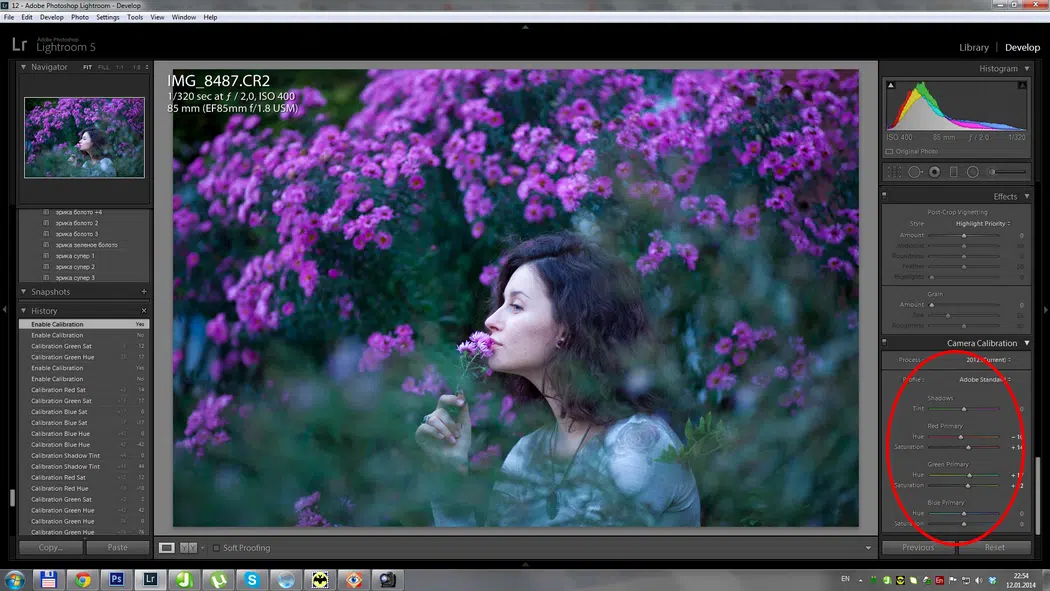 12 - Adobe Photoshop Lightroom - Develop
File Edit Develop Photo Settings Tools View Window Help
Lr Adobe Photoshop
Lightroom 5
Library | Develop
Navigator FIT FILL 1:1
IMG_8487.CR2
1/320 sec at ƒ / 2,0, ISO 400
85 mm (EF85mm f/1.8 USM)
эрика болото +4
эрика болото 2
эрика болото 3
эрика зеленое болото
эрика супер 1
эрика супер 2
эрика супер 3
Snapshots +
History ×
Enable Calibration Yes
Enable Calibration No
Calibration Green Sat 12
Calibration Green Hue 17
Enable Calibration Yes
Enable Calibration No
Calibration Red Sat 14
Calibration Green Sat
Calibration Blue Sat
Calibration Blue Sat
Calibration Blue Hue
Calibration Blue Hue
Calibration Shadow Tint
Calibration Shadow Tint
Calibration Red Sat
Calibration Red Hue
Calibration Green Sat
Calibration Green Hue
Calibration Green Hue
Calibration Green Hue
Copy... Paste
Soft Proofing
Histogram
ISO 400 85 mm ƒ / 2,0 1/320
Original Photo
Effects
Post-Crop Vignetting
Style Highlight Priority
Amount 0
Midpoint
Roundness
Feather
Highlights
Grain
Amount 0
Size
Roughness
Camera Calibration
Process: 2012 (Current)
Profile: Adobe Standard
Shadows
Tint 0
Red Primary
Hue - 10
Saturation + 14
Green Primary
Hue
Saturation
Blue Primary
Hue 0
Saturation 0
Previous Reset
Ps Lr
EN
En
22:54
12.01.2014